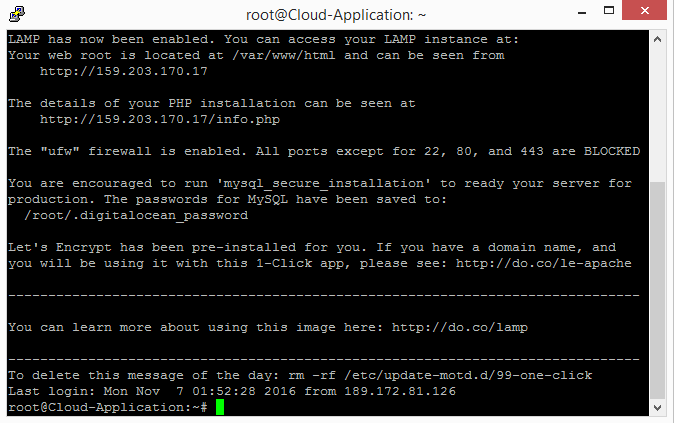 root@Cloud-Application: ~
LAMP has now been enabled. You can access your LAMP instance at:
Your web root is located at /var/www/html and can be seen from
http://159.203.170.17
The details of your PHP installation can be seen at
http://159.203.170.17/info.php
The "ufw" firewall is enabled. All ports except for 22, 80, and 443 are BLOCKED
You are encouraged to run 'mysql_secure_installation' to ready your server for
production. The passwords for MySQL have been saved to:
/root/.digitalocean_password
Let's Encrypt has been pre-installed for you. If you have a domain name, and
you will be using it with this 1-Click app, please see: http://do.co/le-apache
-------------------------------------------------------------------------------
You can learn more about using this image here: http://do.co/lamp
-------------------------------------------------------------------------------
To delete this message of the day: rm -rf /etc/update-motd.d/99-one-click
Last login: Mon Nov  7 01:52:28 2016 from 189.172.81.126
root@Cloud-Application:~#